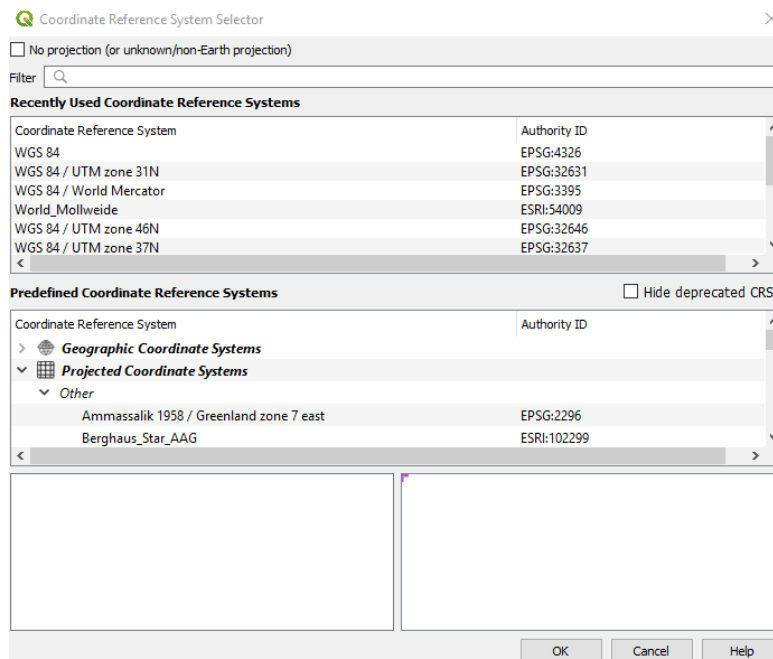 Coordinate Reference System Selector
No projection (or unknown/non-Earth projection)
Filter
Recently Used Coordinate Reference Systems
Coordinate Reference System Authority ID
WGS 84 EPSG:4326
WGS 84 / UTM zone 31N EPSG:32631
WGS 84 / World Mercator EPSG:3395
World_Mollweide ESRI:54009
WGS 84 / UTM zone 46N EPSG:32646
WGS 84 / UTM zone 37N EPSG:32637
Predefined Coordinate Reference Systems Hide deprecated CRS
Coordinate Reference System Authority ID
Geographic Coordinate Systems
Projected Coordinate Systems
Other
Ammassalik 1958 / Greenland zone 7 east EPSG:2296
Berghaus_Star_AAG ESRI:102299
OK Cancel Help